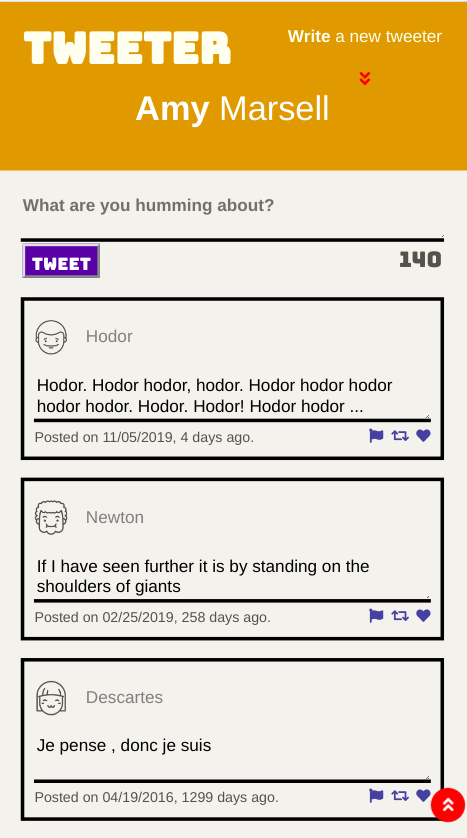 TWEETER
Write a new tweeter
Amy Marsell
What are you humming about?
TWEET
140
Hodor
Hodor. Hodor hodor, hodor. Hodor hodor hodor
hodor hodor. Hodor. Hodor! Hodor hodor ...
Posted on 11/05/2019, 4 days ago.
Newton
If I have seen further it is by standing on the
shoulders of giants
Posted on 02/25/2019, 258 days ago.
Descartes
Je pense , donc je suis
Posted on 04/19/2016, 1299 days ago.